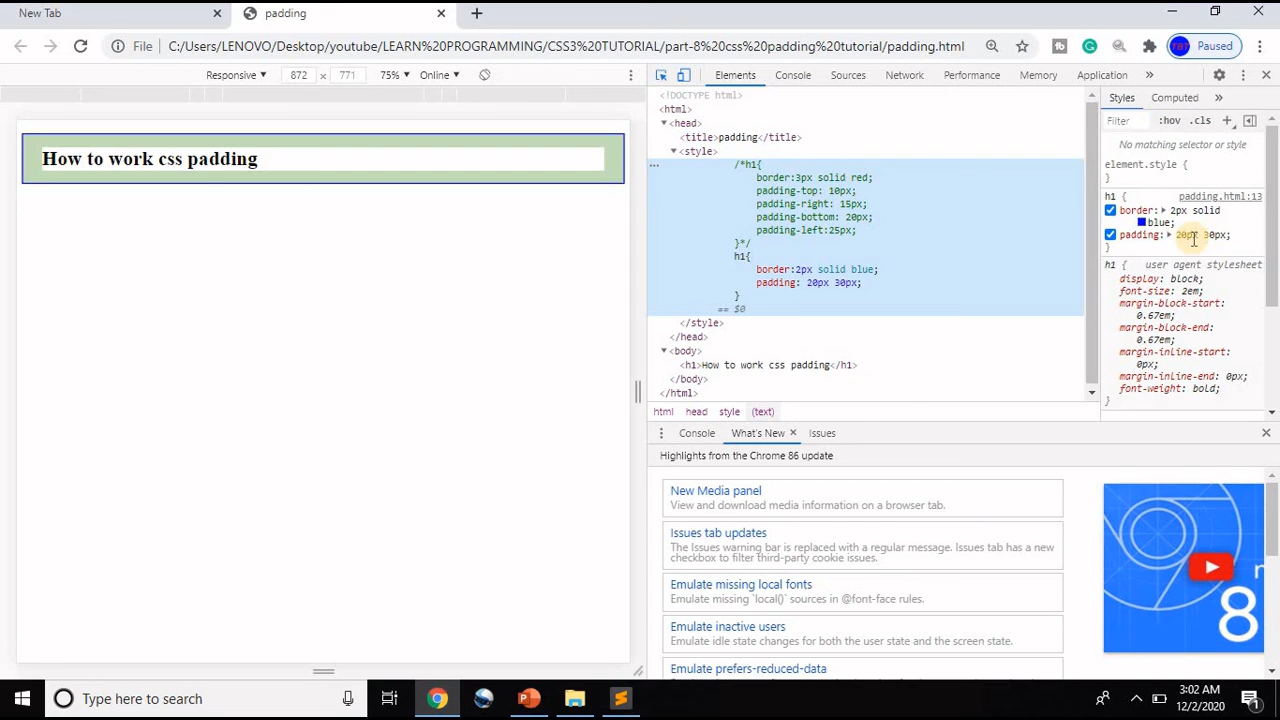 New Tab
padding
File
C:/Users/LENOVO/Desktop/youtube/LEARN%20PROGRAMMING/CSS3%20TUTORIAL/part-8%20css%20padding%20tutorial/padding.html
Paused
Responsive 872 x 771 75% Online
How to work css padding
Elements Console Sources Network Performance Memory Application »
<!DOCTYPE html>
<html>
<head>
<title>padding</title>
<style>
... /*h1{
border:3px solid red;
padding-top: 10px;
padding-right: 15px;
padding-bottom: 20px;
padding-left:25px;
}*/
h1{
border:2px solid blue;
padding: 20px 30px;
}
== $0
</style>
</head>
<body>
<h1>How to work css padding</h1>
</body>
</html>
html head style (text)
Styles Computed »
Filter :hov .cls +
No matching selector or style
element.style {
}
h1 { padding.html:13
border: 2px solid
blue;
padding: 20px 30px;
}
h1 { user agent stylesheet
display: block;
font-size: 2em;
margin-block-start:
0.67em;
margin-block-end:
0.67em;
margin-inline-start:
0px;
margin-inline-end: 0px;
font-weight: bold;
}
Console What's New Issues
Highlights from the Chrome 86 update
New Media panel
View and download media information on a browser tab.
Issues tab updates
The Issues warning bar is replaced with a regular message. Issues tab has a new
checkbox to filter third-party cookie issues.
Emulate missing local fonts
Emulate missing `local()` sources in @font-face rules.
Emulate inactive users
Emulate idle state changes for both the user state and the screen state.
Emulate prefers-reduced-data
8
Type here to search
3:02 AM
12/2/2020
1